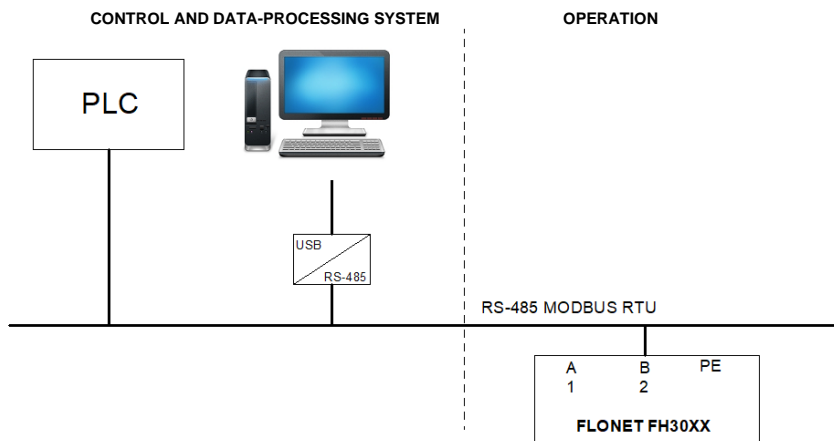 CONTROL AND DATA-PROCESSING SYSTEM OPERATION
PLC
USB
RS-485
RS-485 MODBUS RTU
A B PE
1 2
FLONET FH30XX